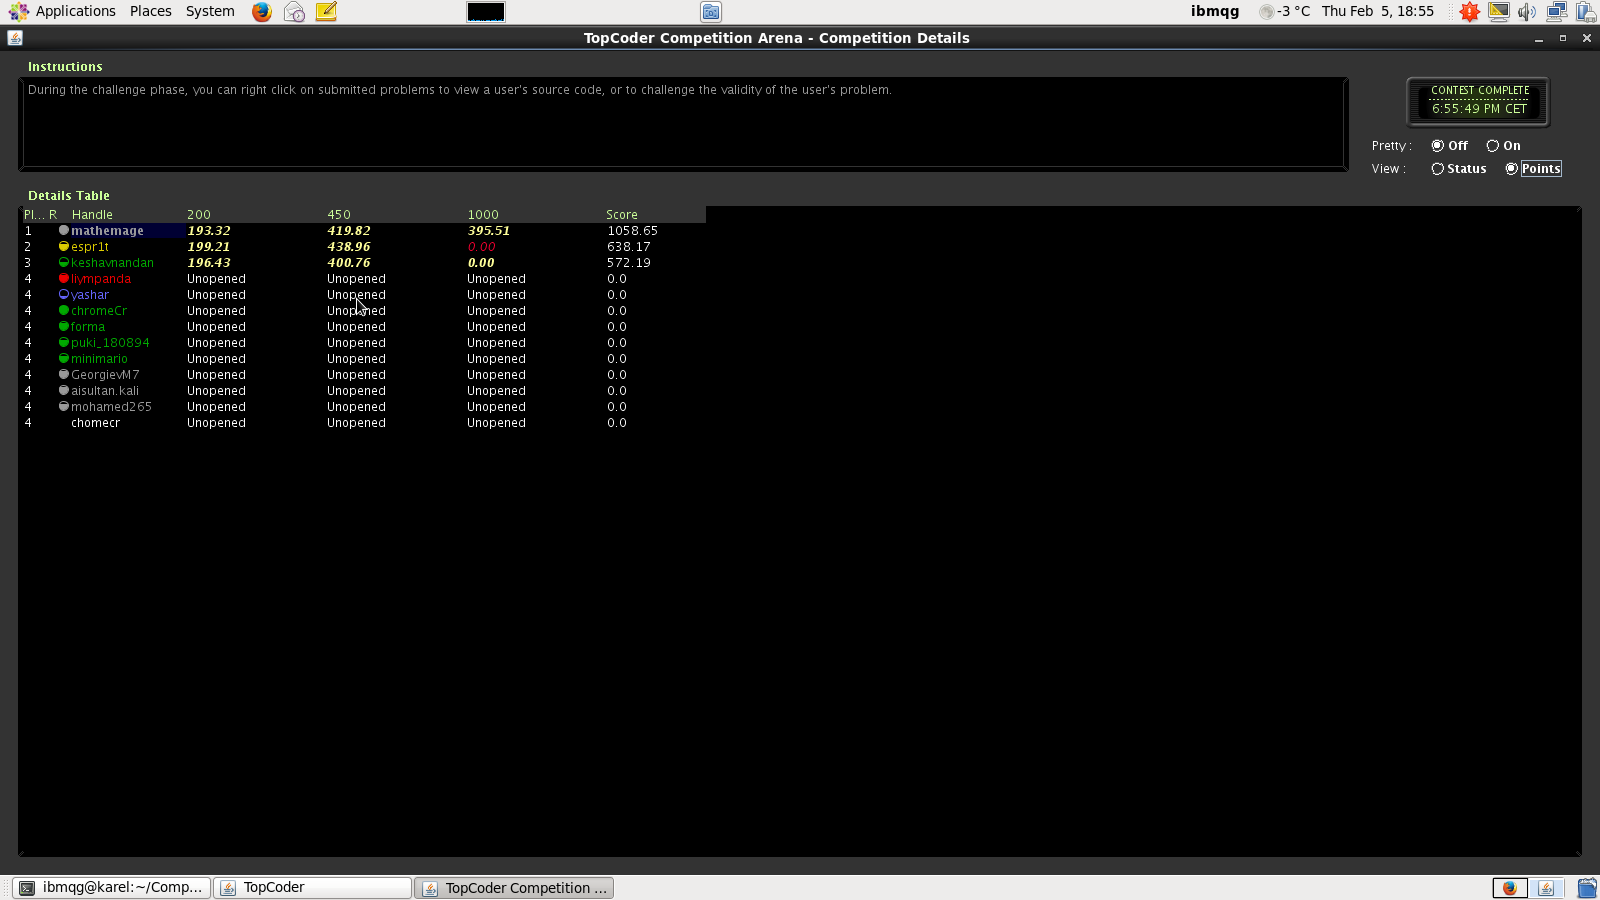 Applications Places System ibmqg -3 °C Thu Feb 5, 18:55
TopCoder Competition Arena - Competition Details
Instructions
During the challenge phase, you can right click on submitted problems to view a user's source code, or to challenge the validity of the user's problem.
CONTEST COMPLETE
6:55:49 PM CET
Pretty : Off On
View : Status Points
Details Table
Pl... R Handle 200 450 1000 Score
1 mathemage 193.32 419.82 395.51 1058.65
2 espr1t 199.21 438.96 0.00 638.17
3 keshavnandan 196.43 400.76 0.00 572.19
4 liympanda Unopened Unopened Unopened 0.0
4 yashar Unopened Unopened Unopened 0.0
4 chromeCr Unopened Unopened Unopened 0.0
4 forma Unopened Unopened Unopened 0.0
4 puki_180894 Unopened Unopened Unopened 0.0
4 minimario Unopened Unopened Unopened 0.0
4 GeorgievM7 Unopened Unopened Unopened 0.0
4 aisultan.kali Unopened Unopened Unopened 0.0
4 mohamed265 Unopened Unopened Unopened 0.0
4 chomecr Unopened Unopened Unopened 0.0
ibmqg@karel:~/Comp... TopCoder TopCoder Competition ...